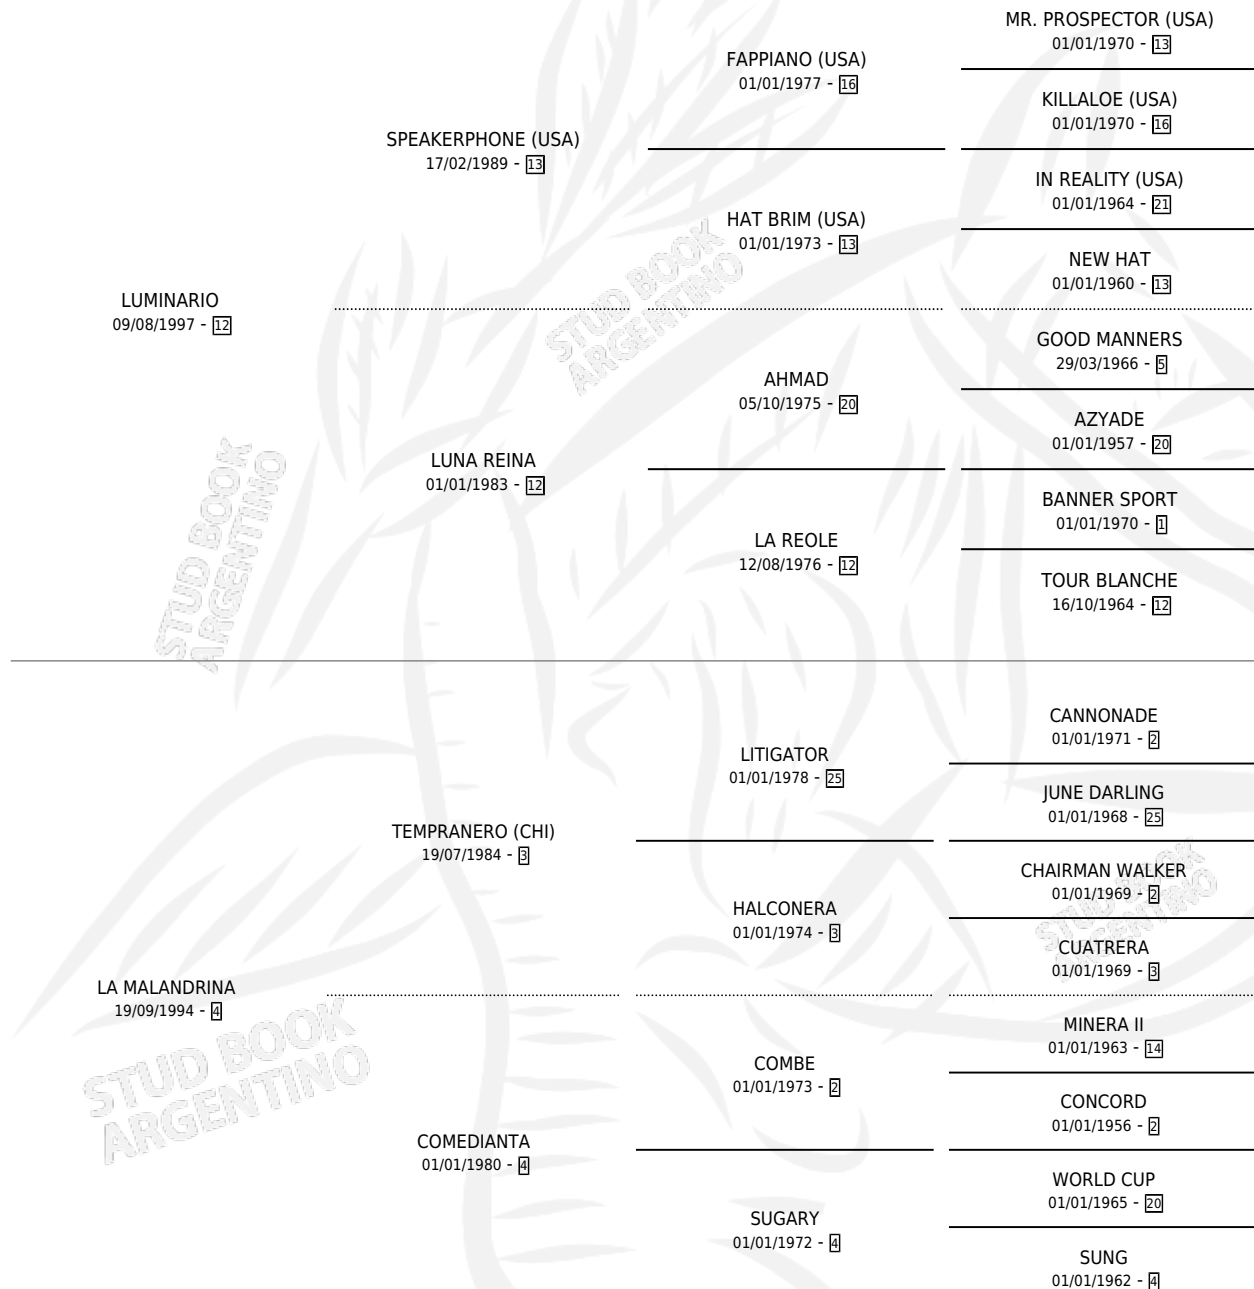 MR. PROSPECTOR (USA)
01/01/1970 - 13
FAPPIANO (USA)
01/01/1977 - 16
KILLALOE (USA)
01/01/1970 - 16
SPEAKERPHONE (USA)
17/02/1989 - 13
IN REALITY (USA)
01/01/1964 - 21
HAT BRIM (USA)
01/01/1973 - 13
NEW HAT
01/01/1960 - 13
LUMINARIO
09/08/1997 - 12
GOOD MANNERS
29/03/1966 - 5
AHMAD
05/10/1975 - 20
AZYADE
01/01/1957 - 20
LUNA REINA
01/01/1983 - 12
BANNER SPORT
01/01/1970 - 1
LA REOLE
12/08/1976 - 12
TOUR BLANCHE
16/10/1964 - 12
CANNONADE
01/01/1971 - 2
LITIGATOR
01/01/1978 - 25
JUNE DARLING
01/01/1968 - 25
TEMPRANERO (CHI)
19/07/1984 - 3
CHAIRMAN WALKER
01/01/1969 - 2
HALCONERA
01/01/1974 - 3
CUATRERA
01/01/1969 - 3
LA MALANDRINA
19/09/1994 - 4
MINERA II
01/01/1963 - 14
COMBE
01/01/1973 - 2
CONCORD
01/01/1956 - 2
COMEDIANTA
01/01/1980 - 4
WORLD CUP
01/01/1965 - 20
SUGARY
01/01/1972 - 4
SUNG
01/01/1962 - 4
STUD BOOK
ARGENTINO
STUD BOOK
ARGENTINO
STUD BOOK
ARGENTINO
STUD BOOK
ARGENTINO